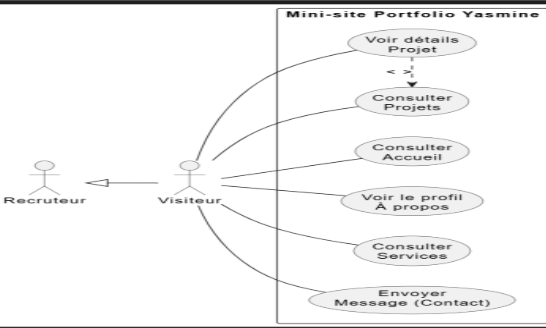 Mini-site Portfolio Yasmine
Voir détails
Projet
< >
Consulter
Projets
Consulter
Accueil
Recruteur
Visiteur
Voir le profil
À propos
Consulter
Services
Envoyer
Message (Contact)